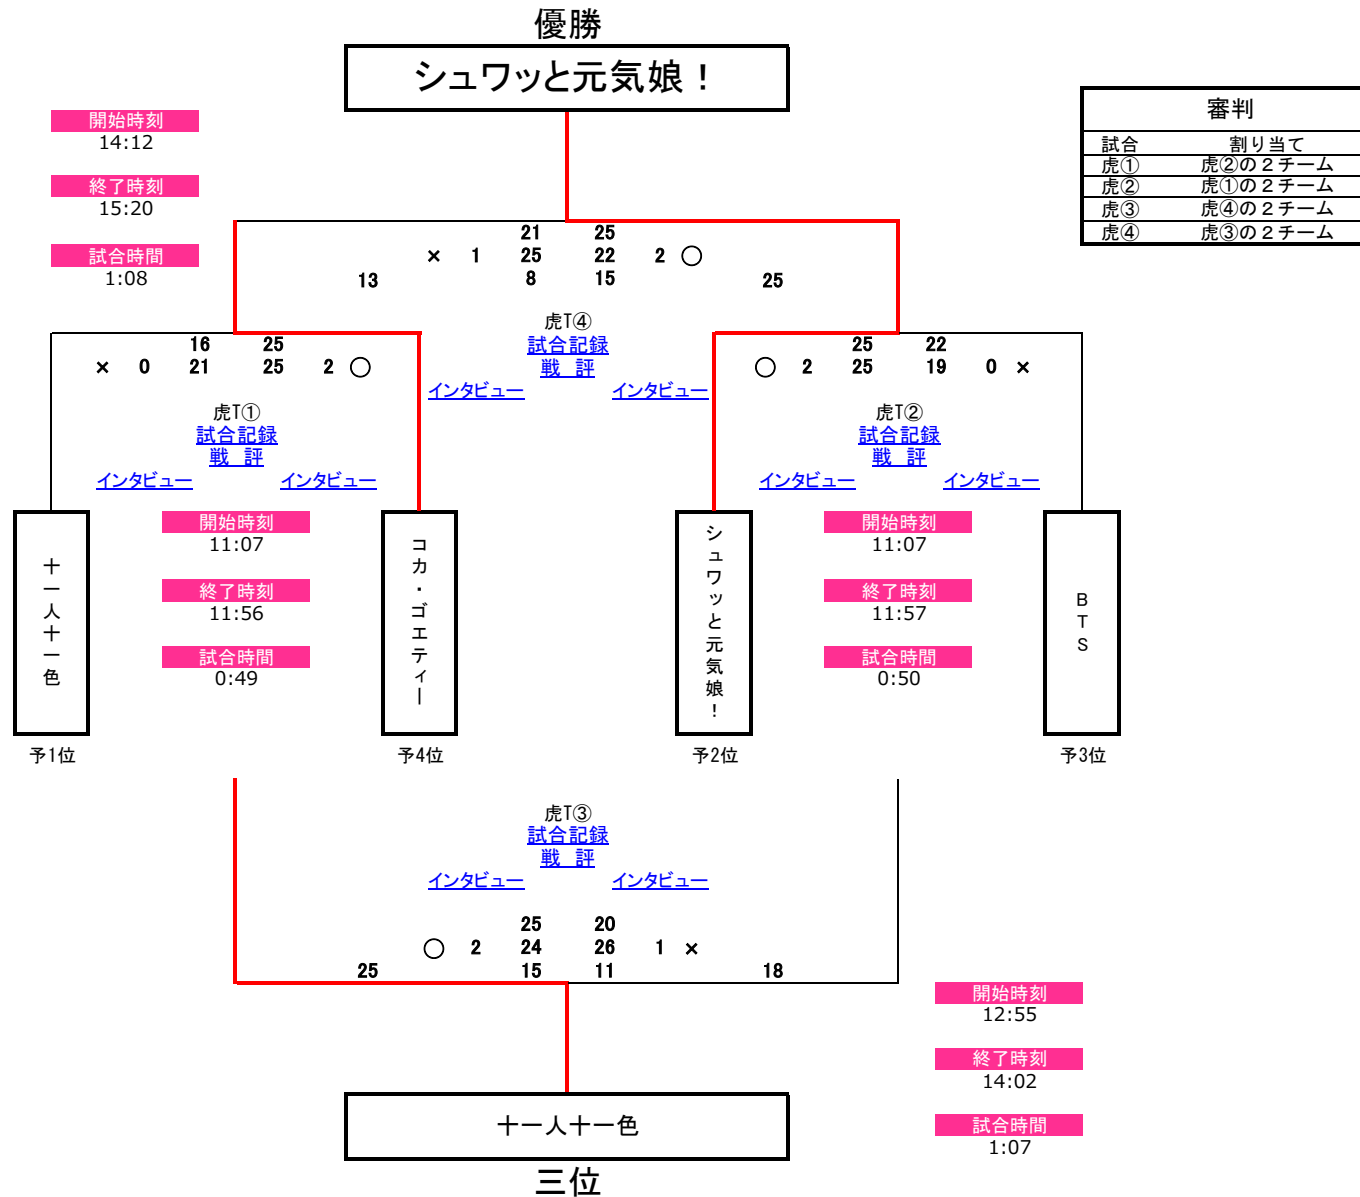 優勝
シュワッと元気娘！
審判
試合 割り当て
虎① 虎②の２チーム
虎② 虎①の２チーム
虎③ 虎④の２チーム
虎④ 虎③の２チーム
開始時刻
14:12
終了時刻
15:20
試合時間
1:08
21 25
× 1 25 22 2 ○
13 8 15 25
虎T④
試合記録
戦　評
インタビュー インタビュー
16 25
× 0 21 25 2 ○
虎T①
試合記録
戦　評
インタビュー インタビュー
25 22
○ 2 25 19 0 ×
虎T②
試合記録
戦　評
インタビュー インタビュー
十一人十一色
予1位
開始時刻
11:07
終了時刻
11:56
試合時間
0:49
コカ・ゴエティー
予4位
シュワッと元気娘！
予2位
開始時刻
11:07
終了時刻
11:57
試合時間
0:50
ＢＴＳ
予3位
虎T③
試合記録
戦　評
インタビュー インタビュー
25 20
○ 2 24 26 1 ×
25 15 11 18
開始時刻
12:55
終了時刻
14:02
試合時間
1:07
十一人十一色
三位